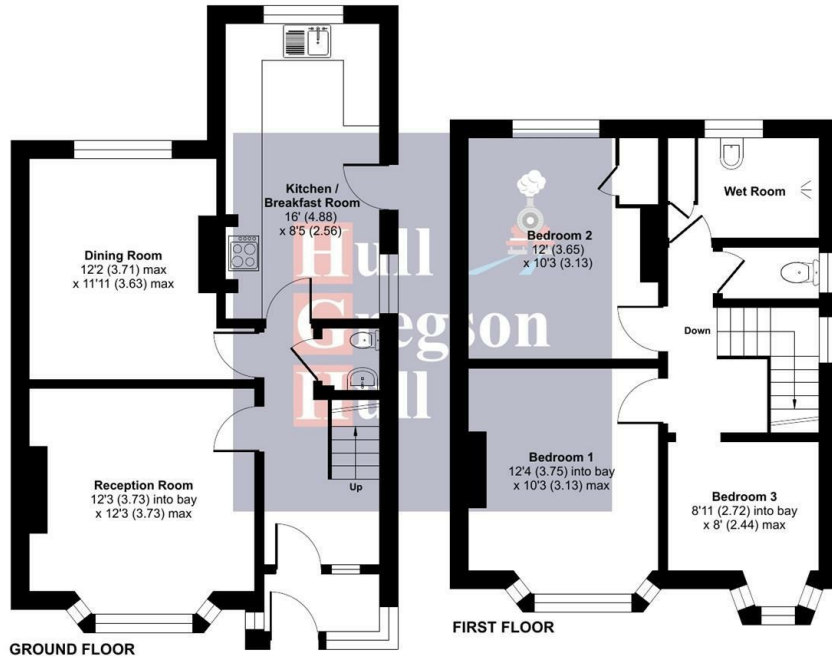 Kitchen /
Breakfast Room
16' (4.88)
x 8'5 (2.56)
Dining Room
12'2 (3.71) max
x 11'11 (3.63) max
Reception Room
12'3 (3.73) into bay
x 12'3 (3.73) max
Up
GROUND FLOOR
Hull
Gregson
Hull
Wet Room
Bedroom 2
12' (3.65)
x 10'3 (3.13)
Down
Bedroom 1
12'4 (3.75) into bay
x 10'3 (3.13) max
Bedroom 3
8'11 (2.72) into bay
x 8' (2.44) max
FIRST FLOOR